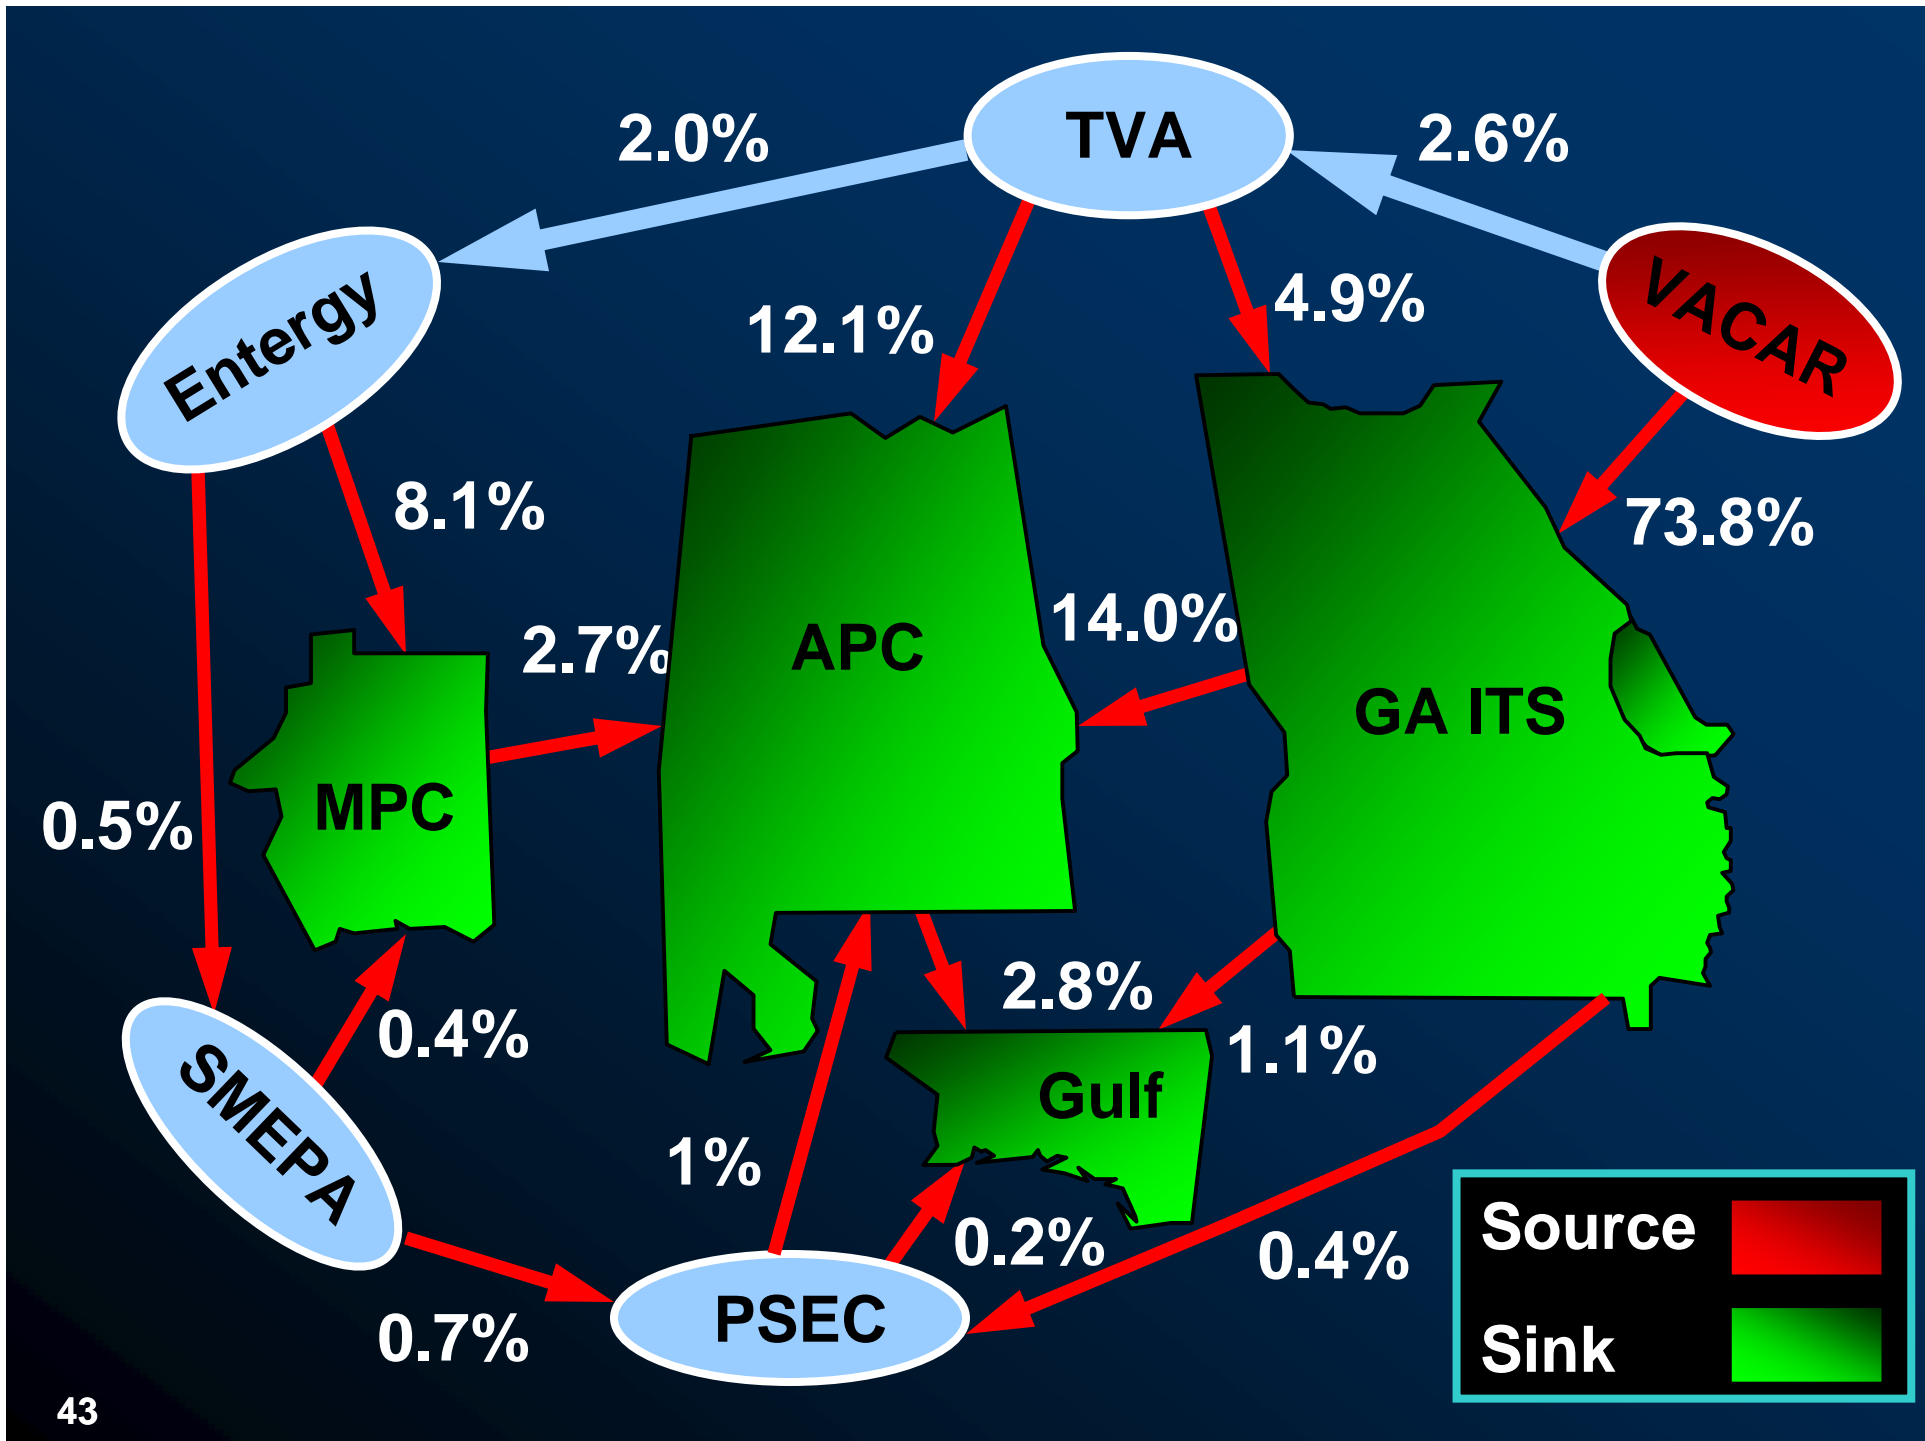 TVA
2.0%
2.6%
VACAR
Entergy
4.9%
12.1%
8.1%
73.8%
2.7%
APC
14.0%
GA ITS
MPC
0.5%
2.8%
0.4%
1.1%
Gulf
SMEPA
1%
0.2%
0.4%
PSEC
0.7%
Source
Sink
43